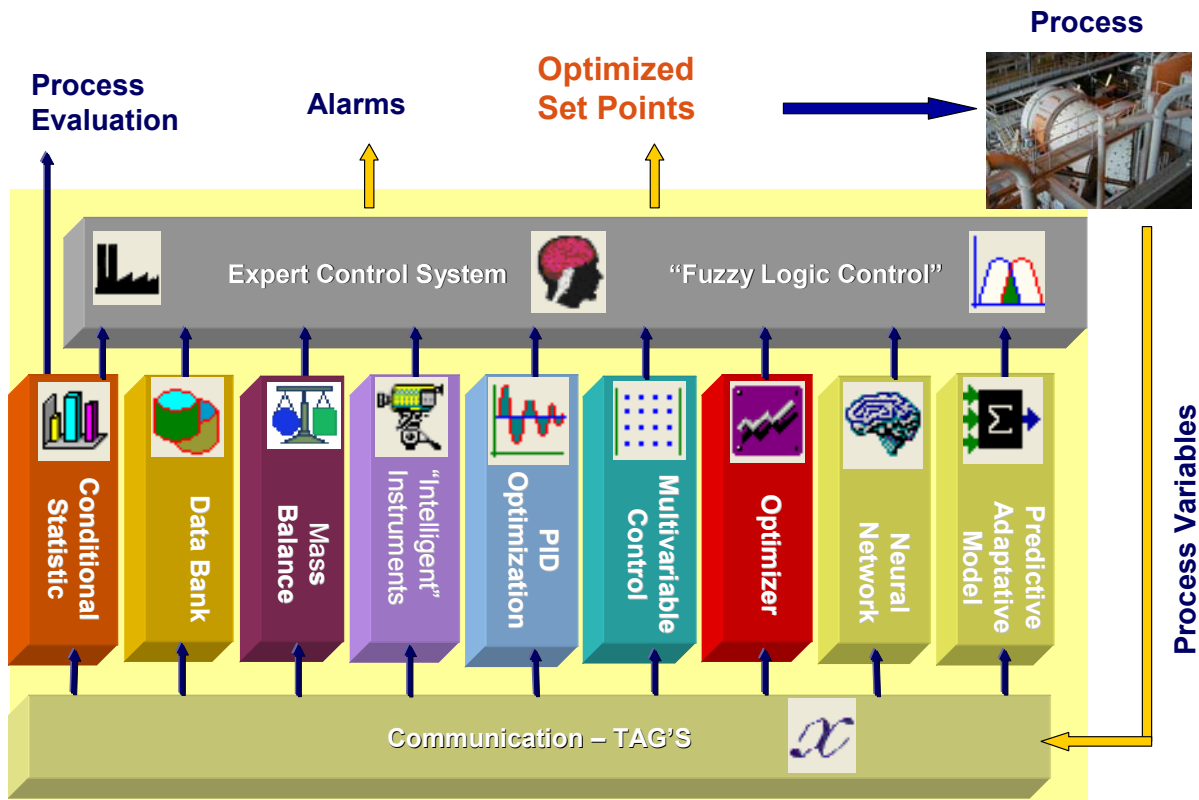 Process
Process
Evaluation
Alarms
Optimized
Set Points
Expert Control System
“Fuzzy Logic Control”
Conditional
Statistic
Data Bank
Mass
Balance
“Intelligent”
Instruments
PID
Optimization
Multivariable
Control
Optimizer
Neural
Network
Predictive
Adaptative
Model
Process Variables
Communication – TAG’S
x
Σ